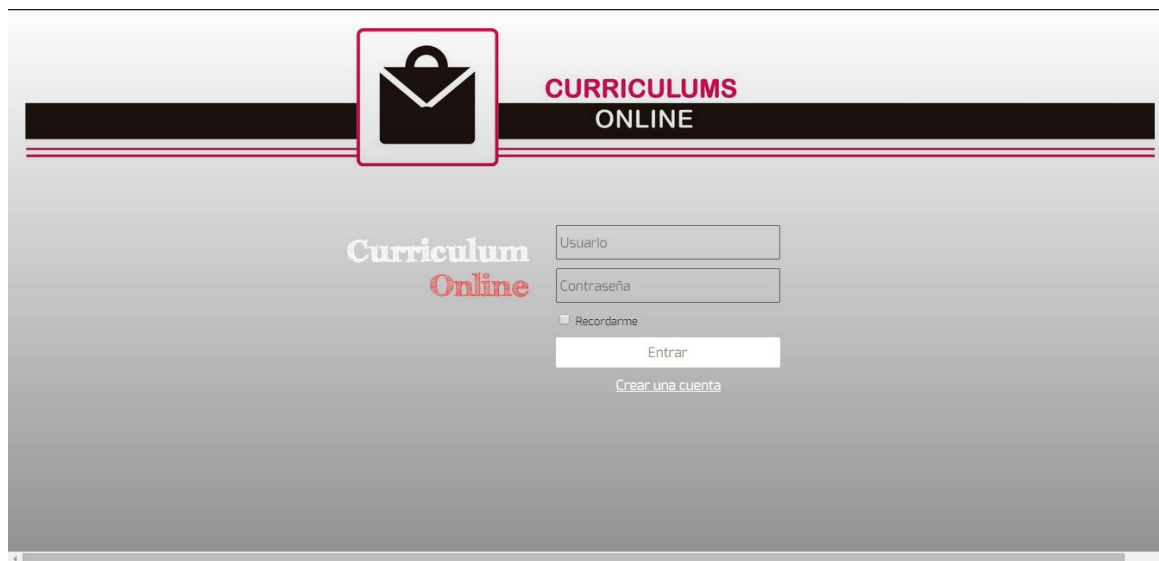 CURRICULUMS
ONLINE
Curriculum
Online
Usuario
Contraseña
Recordarme
Entrar
Crear una cuenta